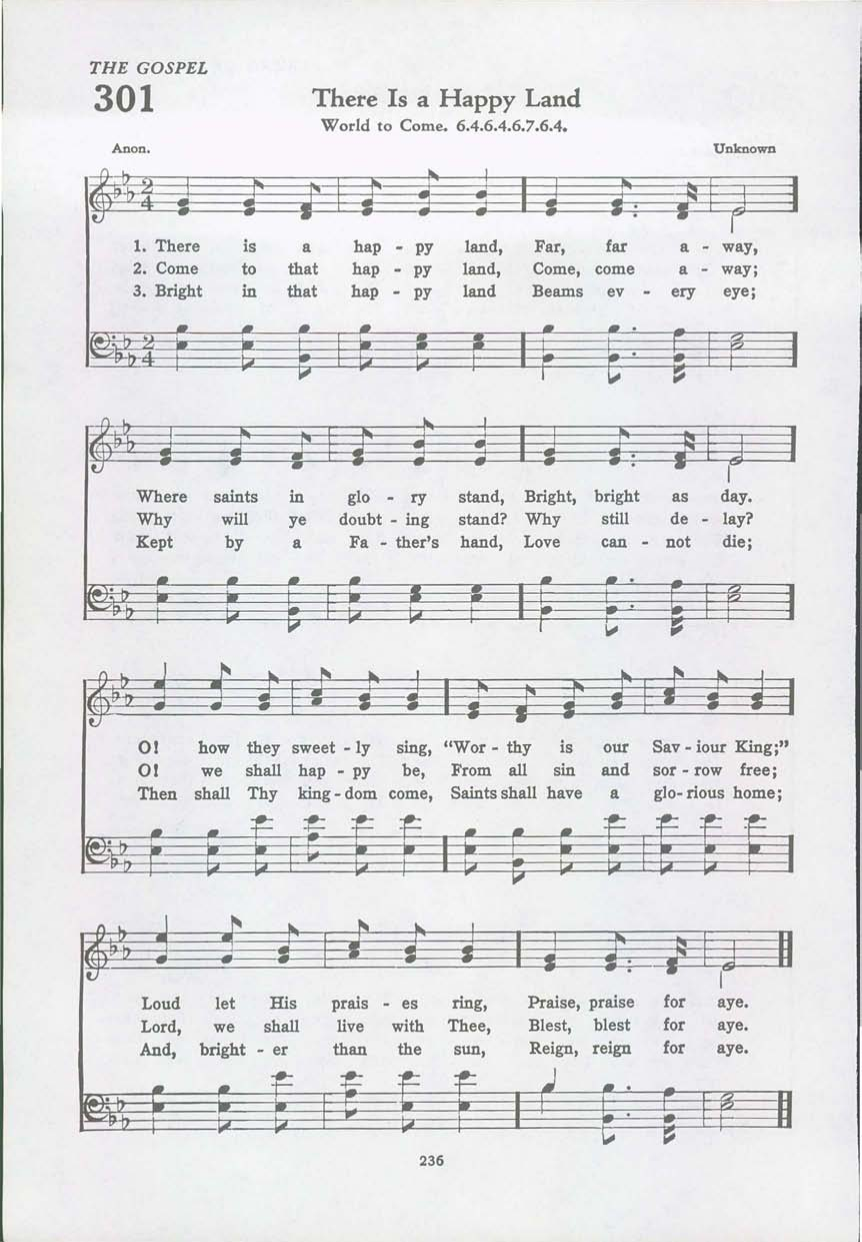 THE GOSPEL
301
There Is a Happy Land
World to Come. 6.4.6.4.6.7.6.4.
Anon. Unknown
1. There is a hap - py land, Far, far a - way,
2. Come to that hap - py land, Come, come a - way;
3. Bright in that hap - py land Beams ev - ery eye;
Where saints in glo - ry stand, Bright, bright as day.
Why will ye doubt - ing stand? Why still de - lay?
Kept by a Fa - ther's hand, Love can - not die;
O! how they sweet - ly sing, "Wor - thy is our Sav - iour King;"
O! we shall hap - py be, From all sin and sor - row free;
Then shall Thy king - dom come, Saints shall have a glo - rious home;
Loud let His prais - es ring, Praise, praise for aye.
Lord, we shall live with Thee, Blest, blest for aye.
And, bright - er than the sun, Reign, reign for aye.
236